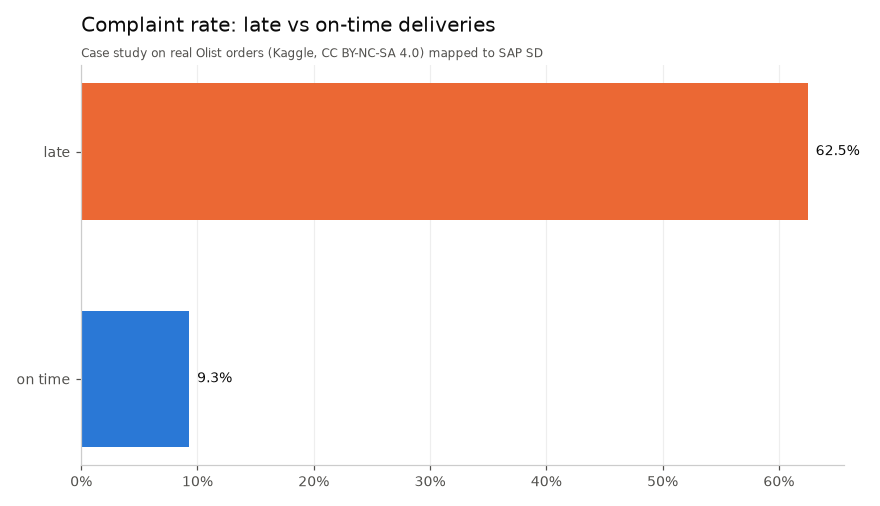 Complaint rate: late vs on-time deliveries
Case study on real Olist orders (Kaggle, CC BY-NC-SA 4.0) mapped to SAP SD
late
62.5%
on time
9.3%
0%
10%
20%
30%
40%
50%
60%